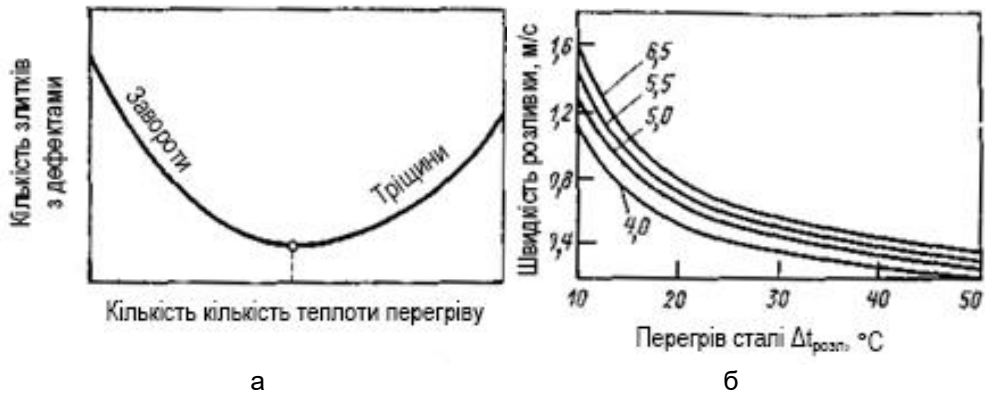 Кількість злитків
з дефектами
Завороти
Тріщини
Кількість кількість теплоти перегріву
а
Швидкість розливки, м/с
1,6
1,2
0,8
0,4
6,5
5,5
5,0
4,0
10 20 30 40 50
Перегрів сталі Δtрозл, °С
б